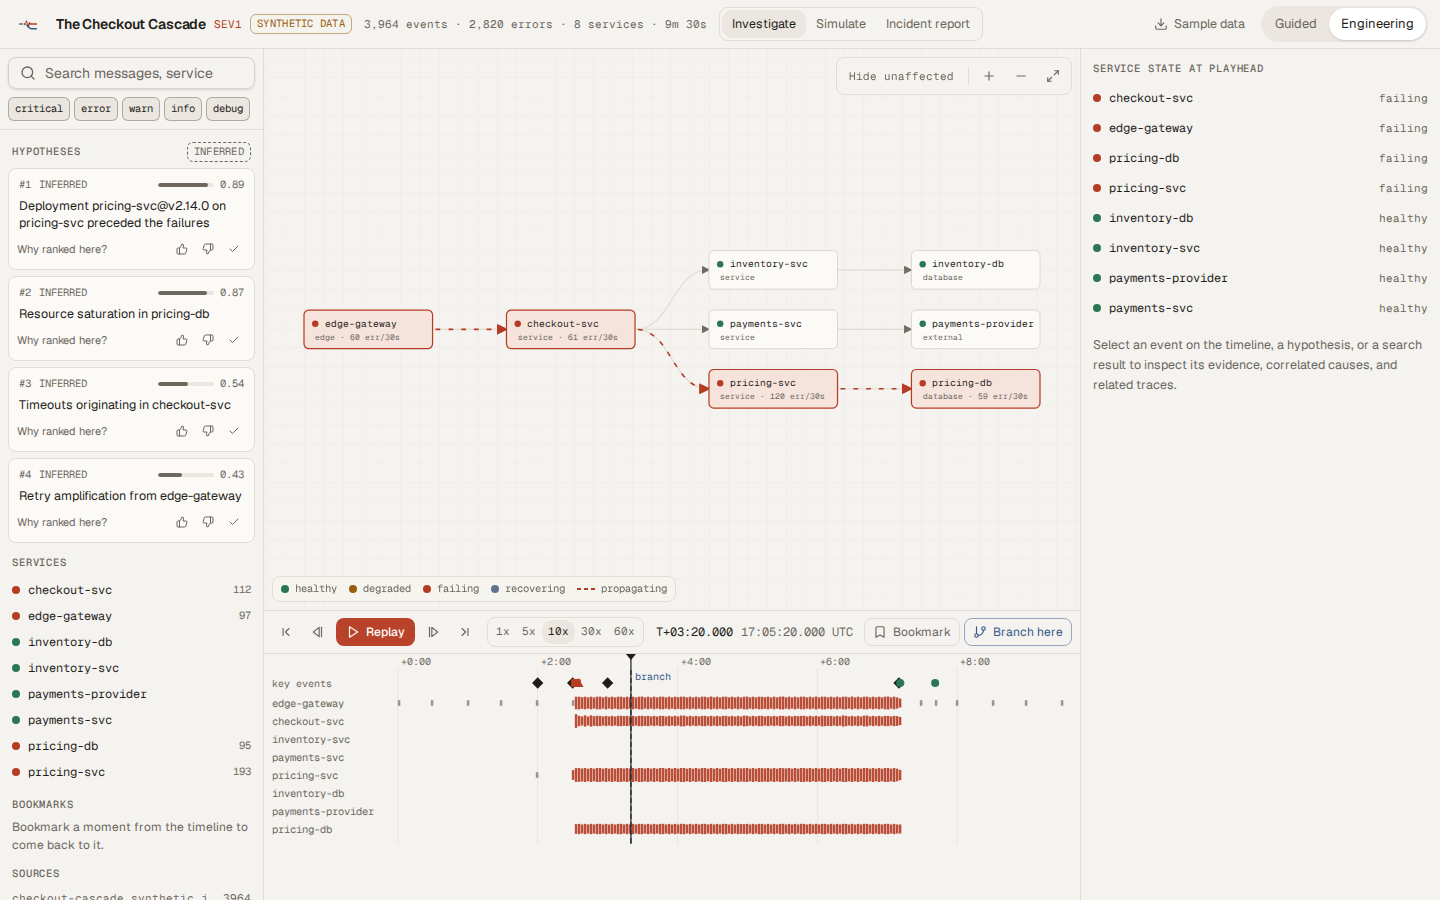 The Checkout Cascade SEV1 SYNTHETIC DATA 3,964 events · 2,820 errors · 8 services · 9m 30s Investigate Simulate Incident report Sample data Guided Engineering
Search messages, service
critical error warn info debug
HYPOTHESES INFERRED
#1 INFERRED 0.89
Deployment pricing-svc@v2.14.0 on
pricing-svc preceded the failures
Why ranked here?
#2 INFERRED 0.87
Resource saturation in pricing-db
Why ranked here?
#3 INFERRED 0.54
Timeouts originating in checkout-svc
Why ranked here?
#4 INFERRED 0.43
Retry amplification from edge-gateway
Why ranked here?
SERVICES
checkout-svc 112
edge-gateway 97
inventory-db
inventory-svc
payments-provider
payments-svc
pricing-db 95
pricing-svc 193
BOOKMARKS
Bookmark a moment from the timeline to
come back to it.
SOURCES
checkout-cascade.synthetic.j 3964
Hide unaffected
edge-gateway
edge · 60 err/30s
checkout-svc
service · 61 err/30s
inventory-svc
service
inventory-db
database
payments-svc
service
payments-provider
external
pricing-svc
service · 120 err/30s
pricing-db
database · 59 err/30s
healthy degraded failing recovering propagating
Replay 1x 5x 10x 30x 60x T+03:20.000 17:05:20.000 UTC Bookmark Branch here
+0:00 +2:00 +4:00 +6:00 +8:00
branch
key events
edge-gateway
checkout-svc
inventory-svc
payments-svc
pricing-svc
inventory-db
payments-provider
pricing-db
SERVICE STATE AT PLAYHEAD
checkout-svc failing
edge-gateway failing
pricing-db failing
pricing-svc failing
inventory-db healthy
inventory-svc healthy
payments-provider healthy
payments-svc healthy
Select an event on the timeline, a hypothesis, or a search
result to inspect its evidence, correlated causes, and
related traces.